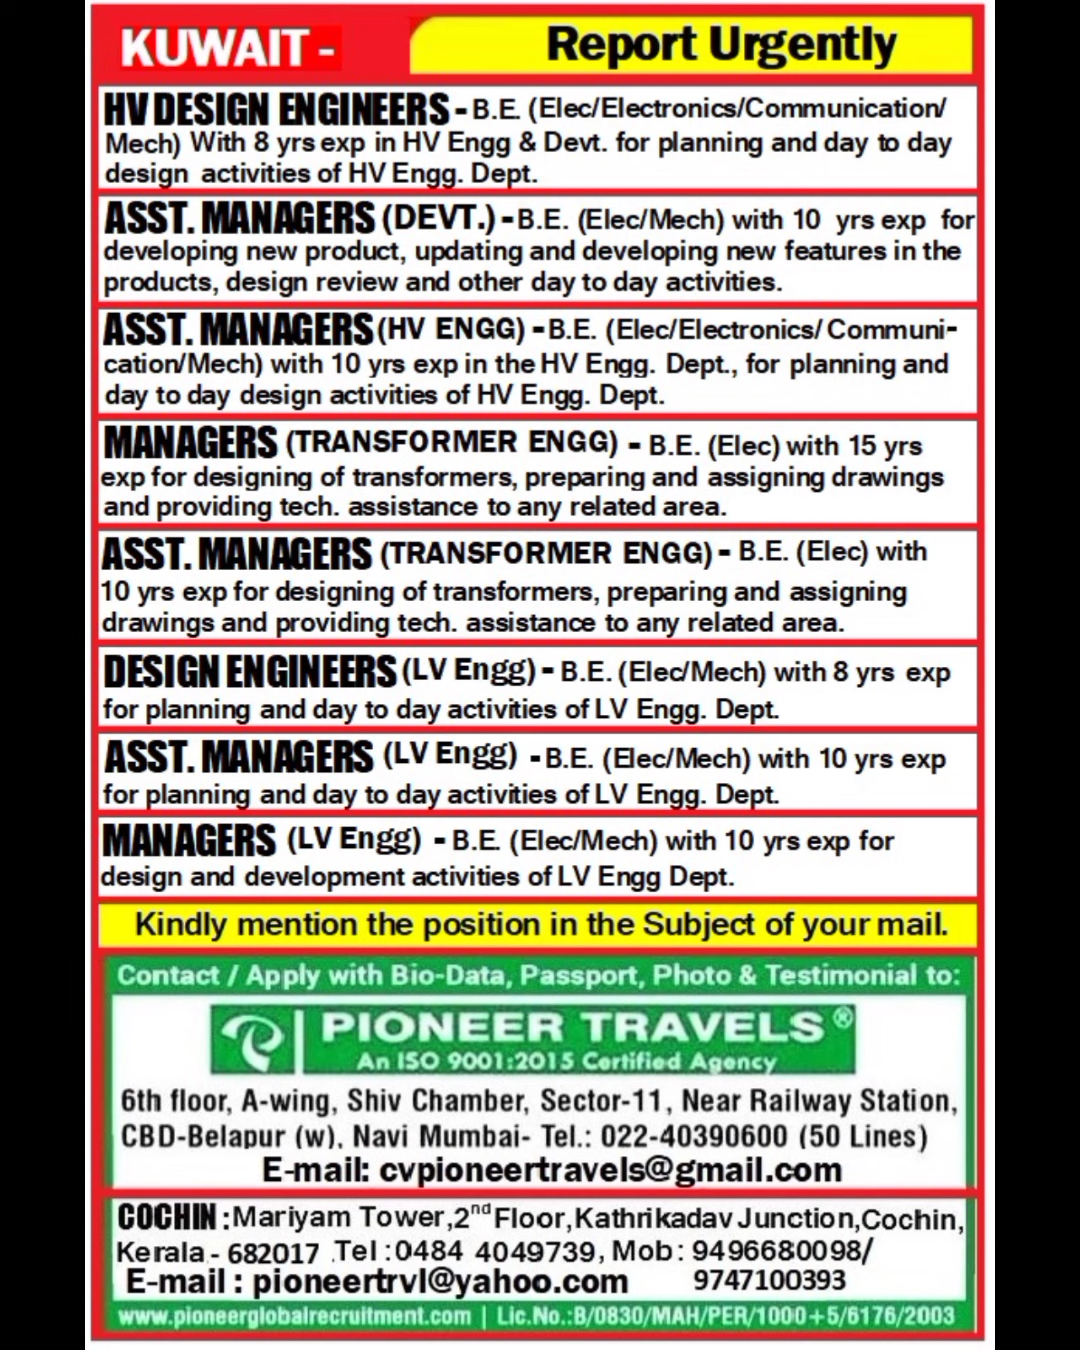 KUWAIT -
Report Urgently
HV DESIGN ENGINEERS - B.E. (Elec/Electronics/Communication/
Mech) With 8 yrs exp in HV Engg & Devt. for planning and day to day
design activities of HV Engg. Dept.
ASST. MANAGERS (DEVT.) - B.E. (Elec/Mech) with 10 yrs exp for
developing new product, updating and developing new features in the
products, design review and other day to day activities.
ASST. MANAGERS (HV ENGG) - B.E. (Elec/Electronics/ Communi-
cation/Mech) with 10 yrs exp in the HV Engg. Dept., for planning and
day to day design activities of HV Engg. Dept.
MANAGERS (TRANSFORMER ENGG) - B.E. (Elec) with 15 yrs
exp for designing of transformers, preparing and assigning drawings
and providing tech. assistance to any related area.
ASST. MANAGERS (TRANSFORMER ENGG) - B.E. (Elec) with
10 yrs exp for designing of transformers, preparing and assigning
drawings and providing tech. assistance to any related area.
DESIGN ENGINEERS (LV Engg) - B.E. (Elec/Mech) with 8 yrs exp
for planning and day to day activities of LV Engg. Dept.
ASST. MANAGERS (LV Engg) - B.E. (Elec/Mech) with 10 yrs exp
for planning and day to day activities of LV Engg. Dept.
MANAGERS (LV Engg) - B.E. (Elec/Mech) with 10 yrs exp for
design and development activities of LV Engg Dept.
Kindly mention the position in the Subject of your mail.
Contact / Apply with Bio-Data, Passport, Photo & Testimonial to:
PIONEER TRAVELS ®
An ISO 9001:2015 Certified Agency
6th floor, A-wing, Shiv Chamber, Sector-11, Near Railway Station,
CBD-Belapur (w), Navi Mumbai- Tel.: 022-40390600 (50 Lines)
E-mail: cvpioneertravels@gmail.com
COCHIN : Mariyam Tower, 2nd Floor, Kathrikadav Junction, Cochin,
Kerala - 682017 .Tel : 0484 4049739, Mob : 9496680098/
E-mail : pioneertrvl@yahoo.com 9747100393
www.pioneerglobalrecruitment.com | Lic.No.:B/0830/MAH/PER/1000+5/6176/2003